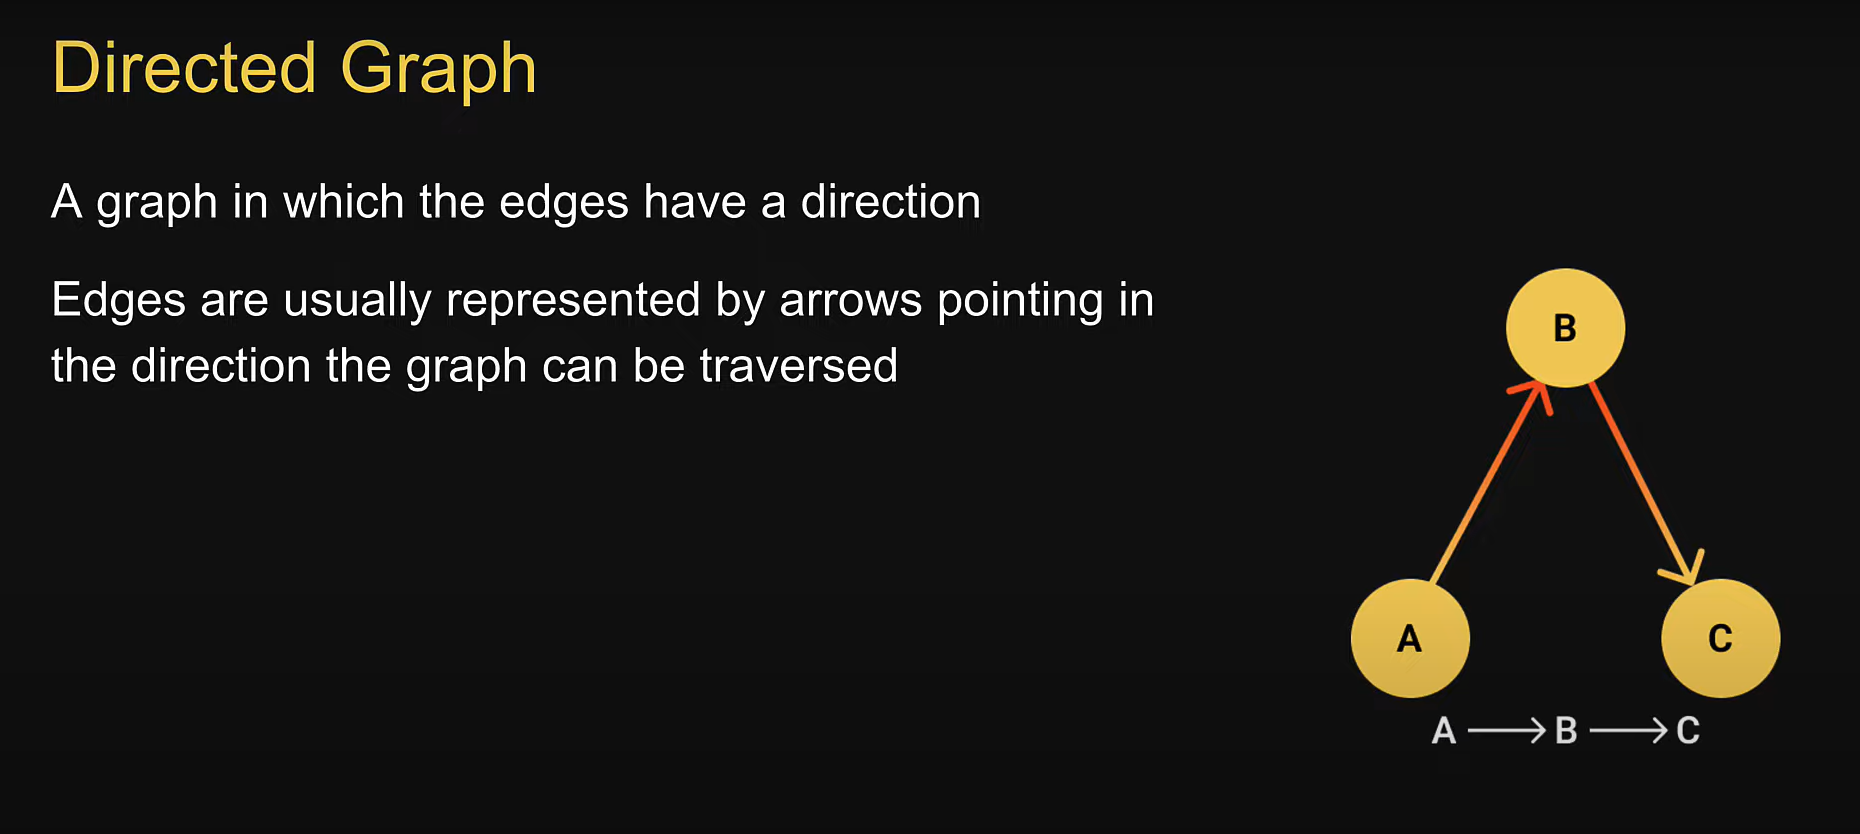 Directed Graph
A graph in which the edges have a direction
Edges are usually represented by arrows pointing in
the direction the graph can be traversed
B
A
C
A → B → C